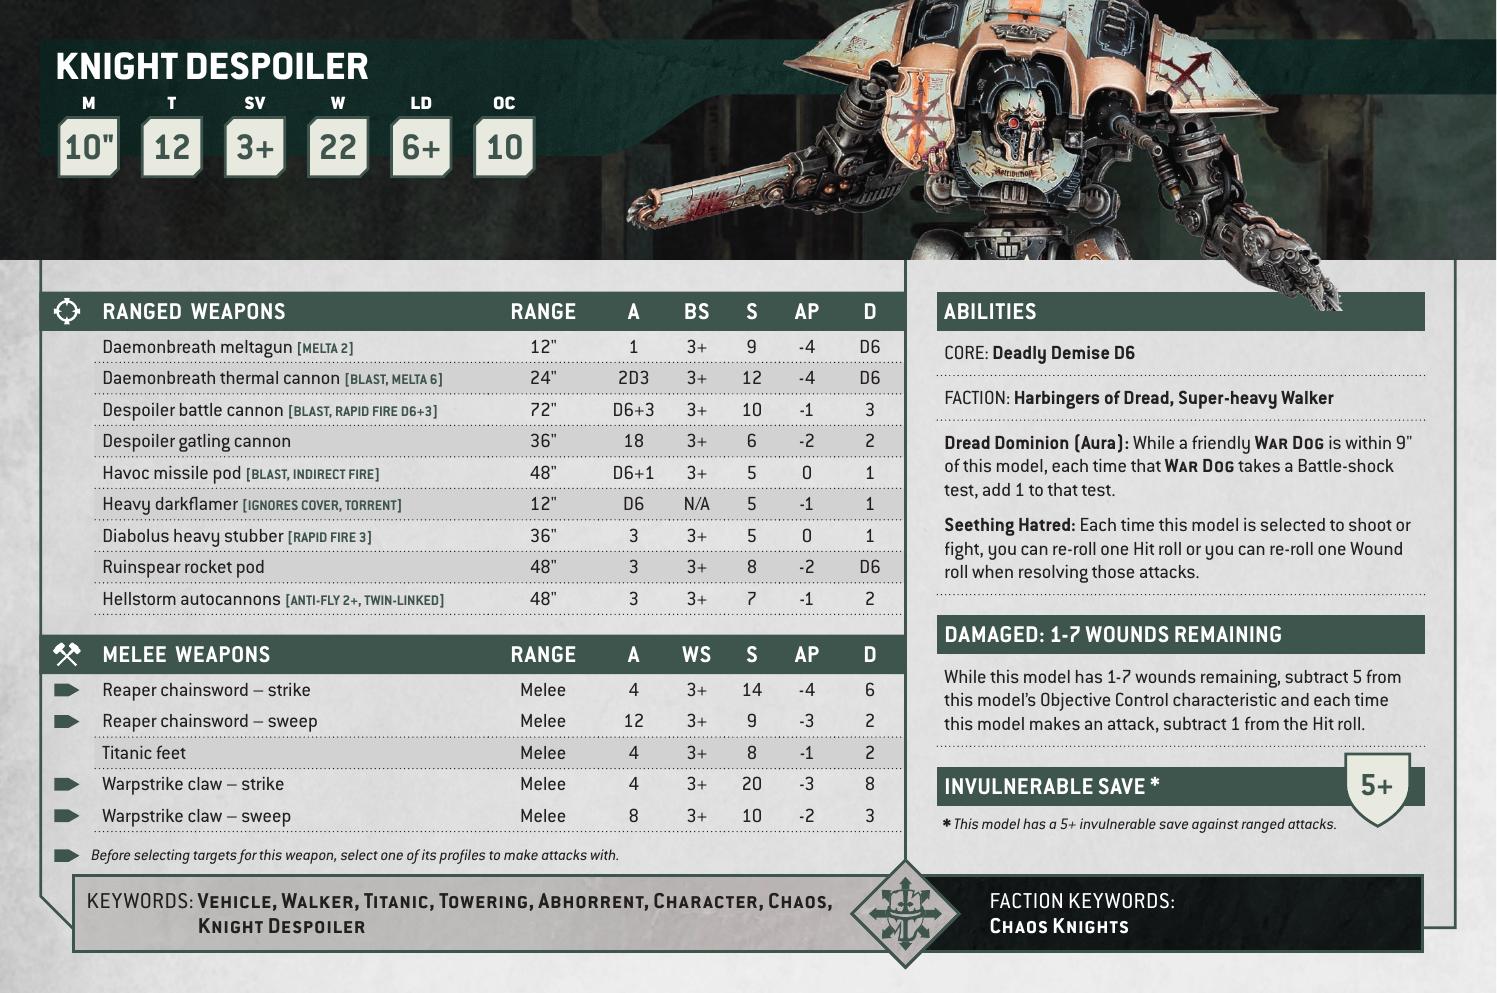 KNIGHT DESPOILER
M T SV W LD OC
10" 12 3+ 22 6+ 10
RANGED WEAPONS RANGE A BS S AP D
Daemonbreath meltagun [MELTA 2] 12" 1 3+ 9 -4 D6
Daemonbreath thermal cannon [BLAST, MELTA 6] 24" 2D3 3+ 12 -4 D6
Despoiler battle cannon [BLAST, RAPID FIRE D6+3] 72" D6+3 3+ 10 -1 3
Despoiler gatling cannon 36" 18 3+ 6 -2 2
Havoc missile pod [BLAST, INDIRECT FIRE] 48" D6+1 3+ 5 0 1
Heavy darkflamer [IGNORES COVER, TORRENT] 12" D6 N/A 5 -1 1
Diabolus heavy stubber [RAPID FIRE 3] 36" 3 3+ 5 0 1
Ruinspear rocket pod 48" 3 3+ 8 -2 D6
Hellstorm autocannons [ANTI-FLY 2+, TWIN-LINKED] 48" 3 3+ 7 -1 2
MELEE WEAPONS RANGE A WS S AP D
Reaper chainsword – strike Melee 4 3+ 14 -4 6
Reaper chainsword – sweep Melee 12 3+ 9 -3 2
Titanic feet Melee 4 3+ 8 -1 2
Warpstrike claw – strike Melee 4 3+ 20 -3 8
Warpstrike claw – sweep Melee 8 3+ 10 -2 3
Before selecting targets for this weapon, select one of its profiles to make attacks with.
ABILITIES
CORE: Deadly Demise D6
FACTION: Harbingers of Dread, Super-heavy Walker
Dread Dominion (Aura): While a friendly WAR DOG is within 9"
of this model, each time that WAR DOG takes a Battle-shock
test, add 1 to that test.
Seething Hatred: Each time this model is selected to shoot or
fight, you can re-roll one Hit roll or you can re-roll one Wound
roll when resolving those attacks.
DAMAGED: 1-7 WOUNDS REMAINING
While this model has 1-7 wounds remaining, subtract 5 from
this model's Objective Control characteristic and each time
this model makes an attack, subtract 1 from the Hit roll.
INVULNERABLE SAVE * 5+
* This model has a 5+ invulnerable save against ranged attacks.
KEYWORDS: VEHICLE, WALKER, TITANIC, TOWERING, ABHORRENT, CHARACTER, CHAOS,
KNIGHT DESPOILER
FACTION KEYWORDS:
CHAOS KNIGHTS